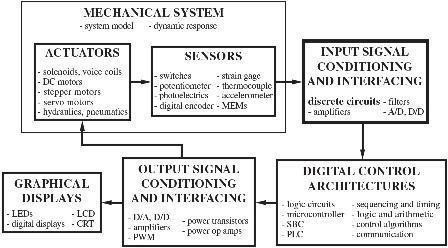 MECHANICAL SYSTEM
- system model - dynamic response
ACTUATORS
- solenoids, voice coils
- DC motors
- stepper motors
- servo motors
- hydraulics, pneumatics
SENSORS
- switches - strain gage
- potentiometer - thermocouple
- photoelectrics - accelerometer
- digital encoder - MEMs
INPUT SIGNAL
CONDITIONING
AND INTERFACING
discrete circuits - filters
- amplifiers - A/D, D/D
DIGITAL CONTROL
ARCHITECTURES
- logic circuits - sequencing and timing
- microcontroller - logic and arithmetic
- SBC - control algorithms
- PLC - communication
OUTPUT SIGNAL
CONDITIONING
AND INTERFACING
- D/A, D/D - power transistors
- amplifiers - power op amps
- PWM
GRAPHICAL
DISPLAYS
- LEDs - LCD
- digital displays - CRT